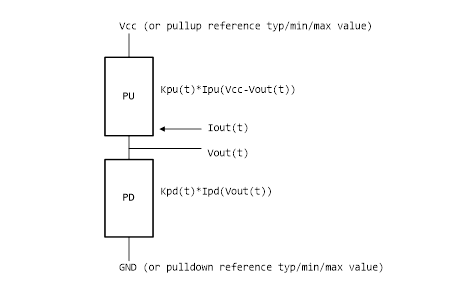 Vcc (or pullup reference typ/min/max value)
PU
Kpu(t)*Ipu(Vcc-Vout(t))
Iout(t)
Vout(t)
PD
Kpd(t)*Ipd(Vout(t))
GND (or pulldown reference typ/min/max value)